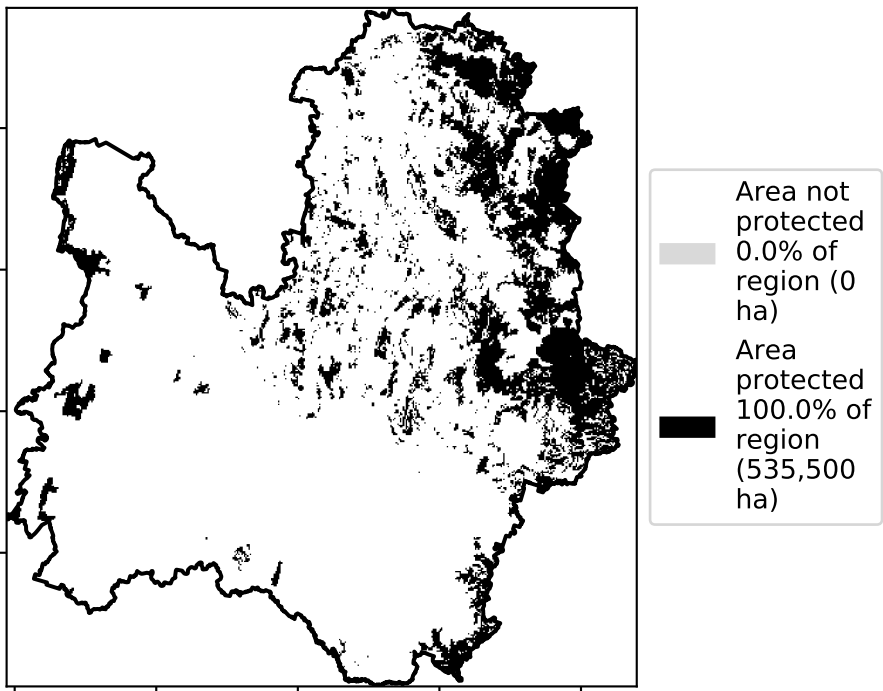 Area not
protected
0.0% of
region (0
ha)
Area
protected
100.0% of
region
(535,500
ha)